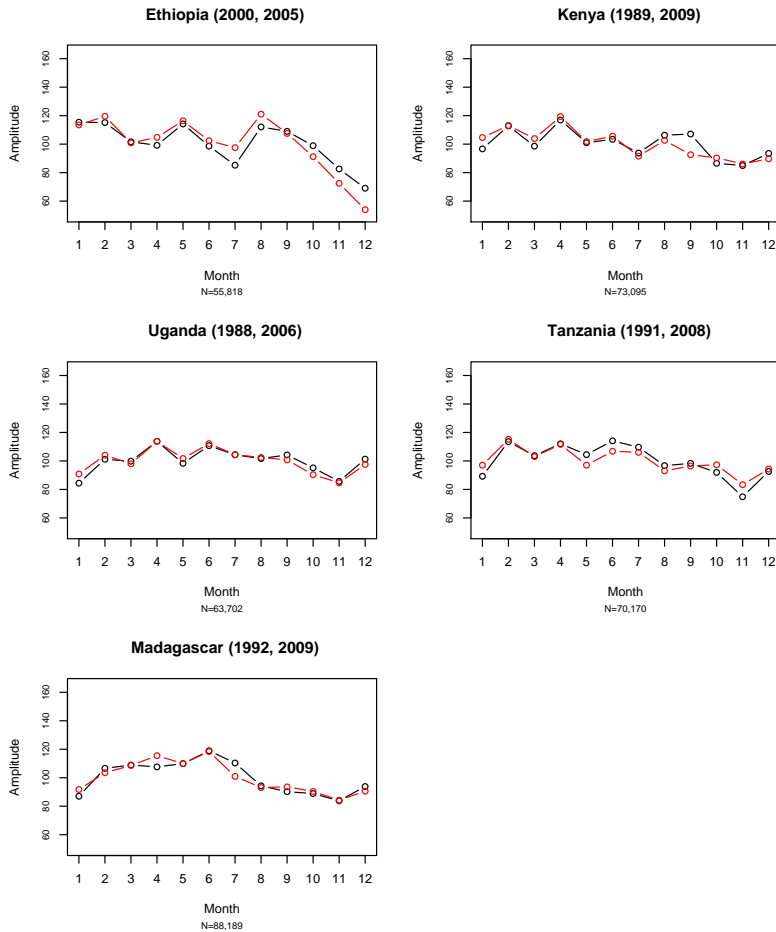 Ethiopia (2000, 2005)
Amplitude
160
140
120
100
80
60
1 2 3 4 5 6 7 8 9 10 11 12
Month
N=55,818
Kenya (1989, 2009)
Amplitude
160
140
120
100
80
60
1 2 3 4 5 6 7 8 9 10 11 12
Month
N=73,095
Uganda (1988, 2006)
Amplitude
160
140
120
100
80
60
1 2 3 4 5 6 7 8 9 10 11 12
Month
N=63,702
Tanzania (1991, 2008)
Amplitude
160
140
120
100
80
60
1 2 3 4 5 6 7 8 9 10 11 12
Month
N=70,170
Madagascar (1992, 2009)
Amplitude
160
140
120
100
80
60
1 2 3 4 5 6 7 8 9 10 11 12
Month
N=88,189